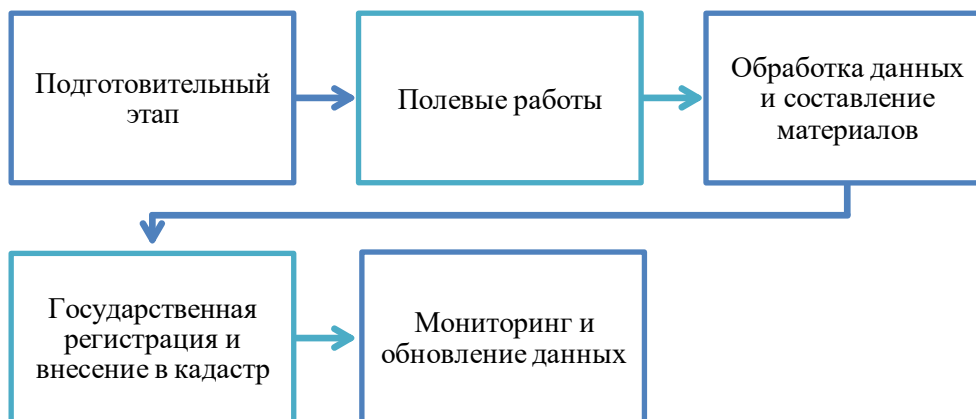 Подготовительный
этап
Полевые работы
Обработка данных
и составление
материалов
Государственная
регистрация и
внесение в кадастр
Мониторинг и
обновление данных